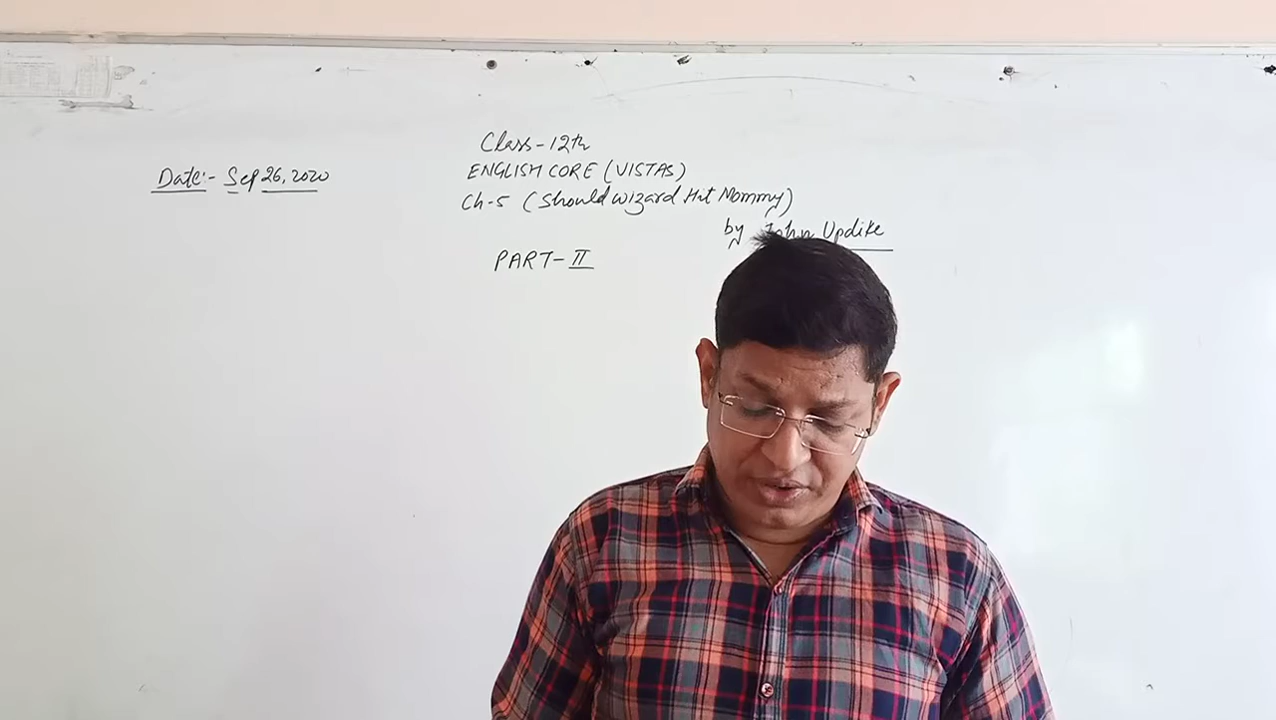 Date:- Sep 26, 2020
Class-12th
ENGLISH CORE (VISTAS)
Ch-5 (Should wizard Hit Mommy)
by John Updike
PART-II